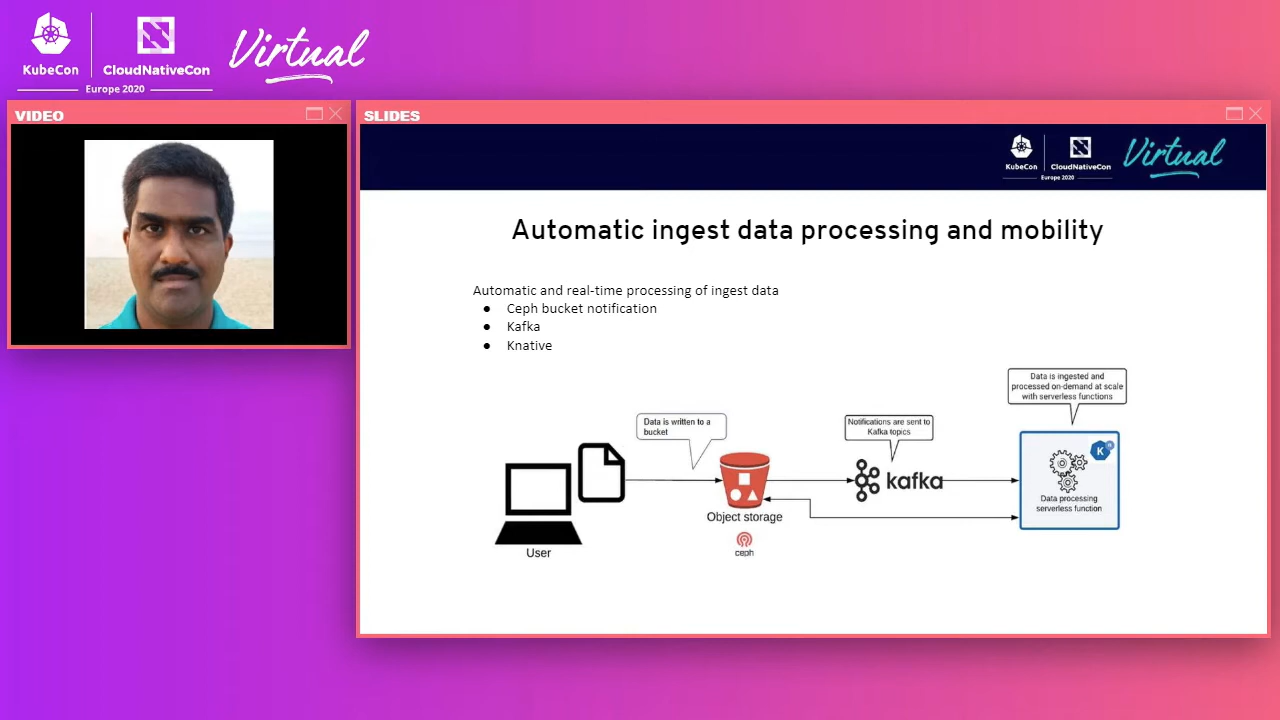 KubeCon
CloudNativeCon
Europe 2020
Virtual
VIDEO
SLIDES
KubeCon
CloudNativeCon
Europe 2020
Virtual
Automatic ingest data processing and mobility
Automatic and real-time processing of ingest data
● Ceph bucket notification
● Kafka
● Knative
Data is ingested and
processed on-demand at scale
with serverless functions
Data is written to a
bucket
Notifications are sent to
Kafka topics
K
kafka
Data processing
serverless function
Object storage
ceph
User